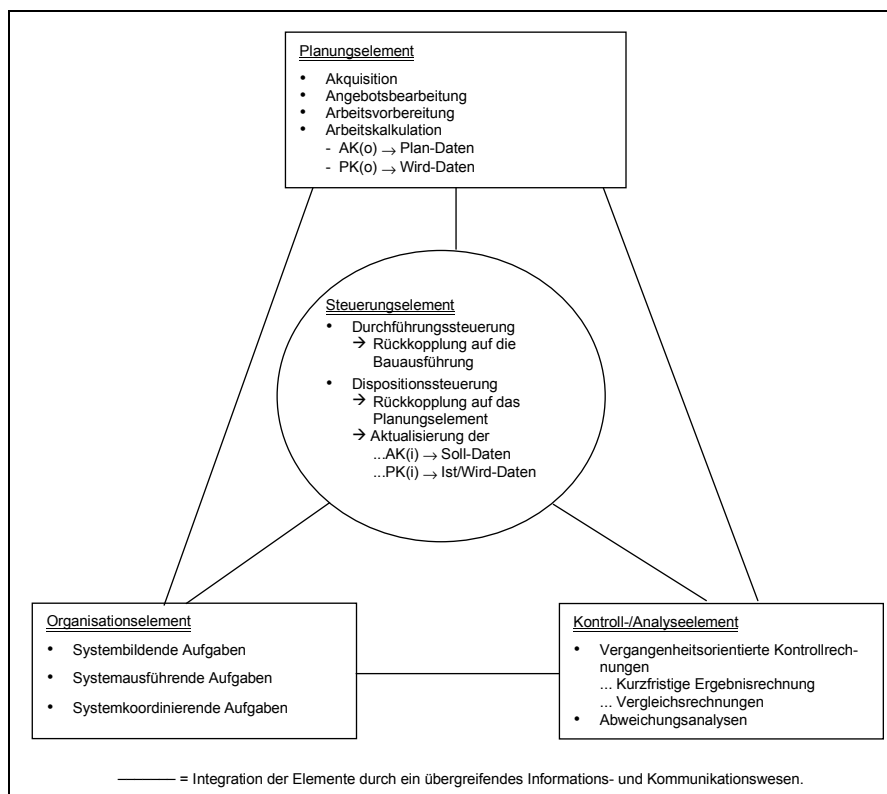 Planungselement
• Akquisition
• Angebotsbearbeitung
• Arbeitsvorbereitung
• Arbeitskalkulation
- AK(o) → Plan-Daten
- PK(o) → Wird-Daten
Steuerungselement
• Durchführungssteuerung
→ Rückkopplung auf die
Bauausführung
• Dispositionssteuerung
→ Rückkopplung auf das
Planungselement
→ Aktualisierung der
...AK(i) → Soll-Daten
...PK(i) → Ist/Wird-Daten
Organisationselement
• Systembildende Aufgaben
• Systemausführende Aufgaben
• Systemkoordinierende Aufgaben
Kontroll-/Analyseelement
• Vergangenheitsorientierte Kontrollrech-
nungen
... Kurzfristige Ergebnisrechnung
... Vergleichsrechnungen
• Abweichungsanalysen
——— = Integration der Elemente durch ein übergreifendes Informations- und Kommunikationswesen.